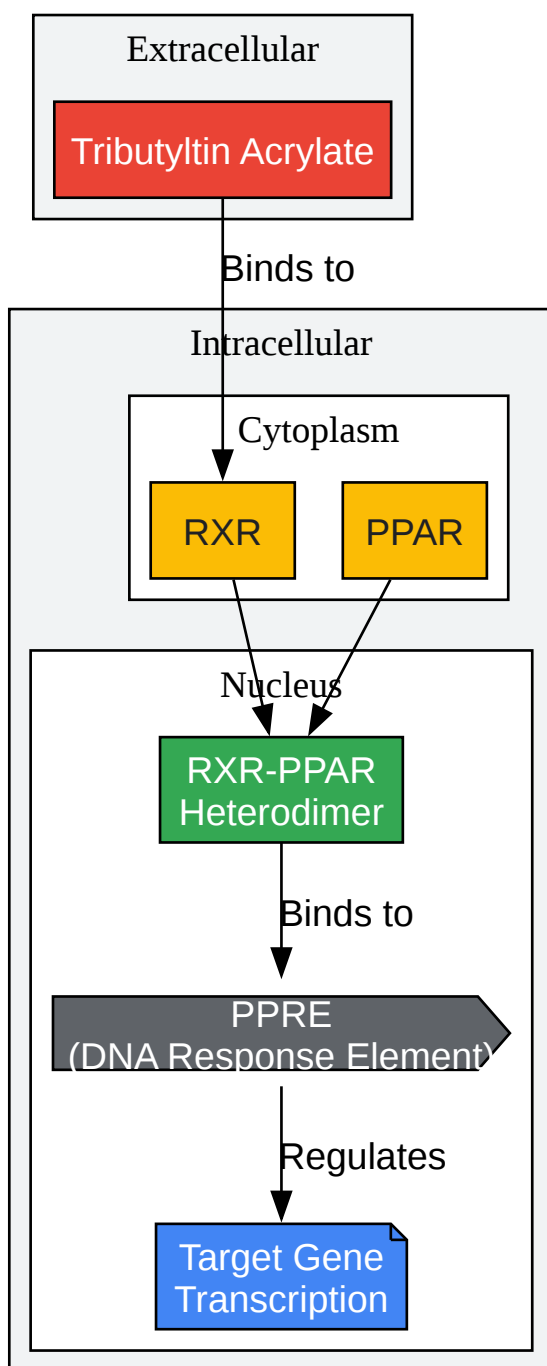 Extracellular
Tributyltin Acrylate
Binds to
Intracellular
Cytoplasm
RXR
PPAR
Nucleus
RXR-PPAR
Heterodimer
Binds to
PPRE
(DNA Response Element)
Regulates
Target Gene
Transcription